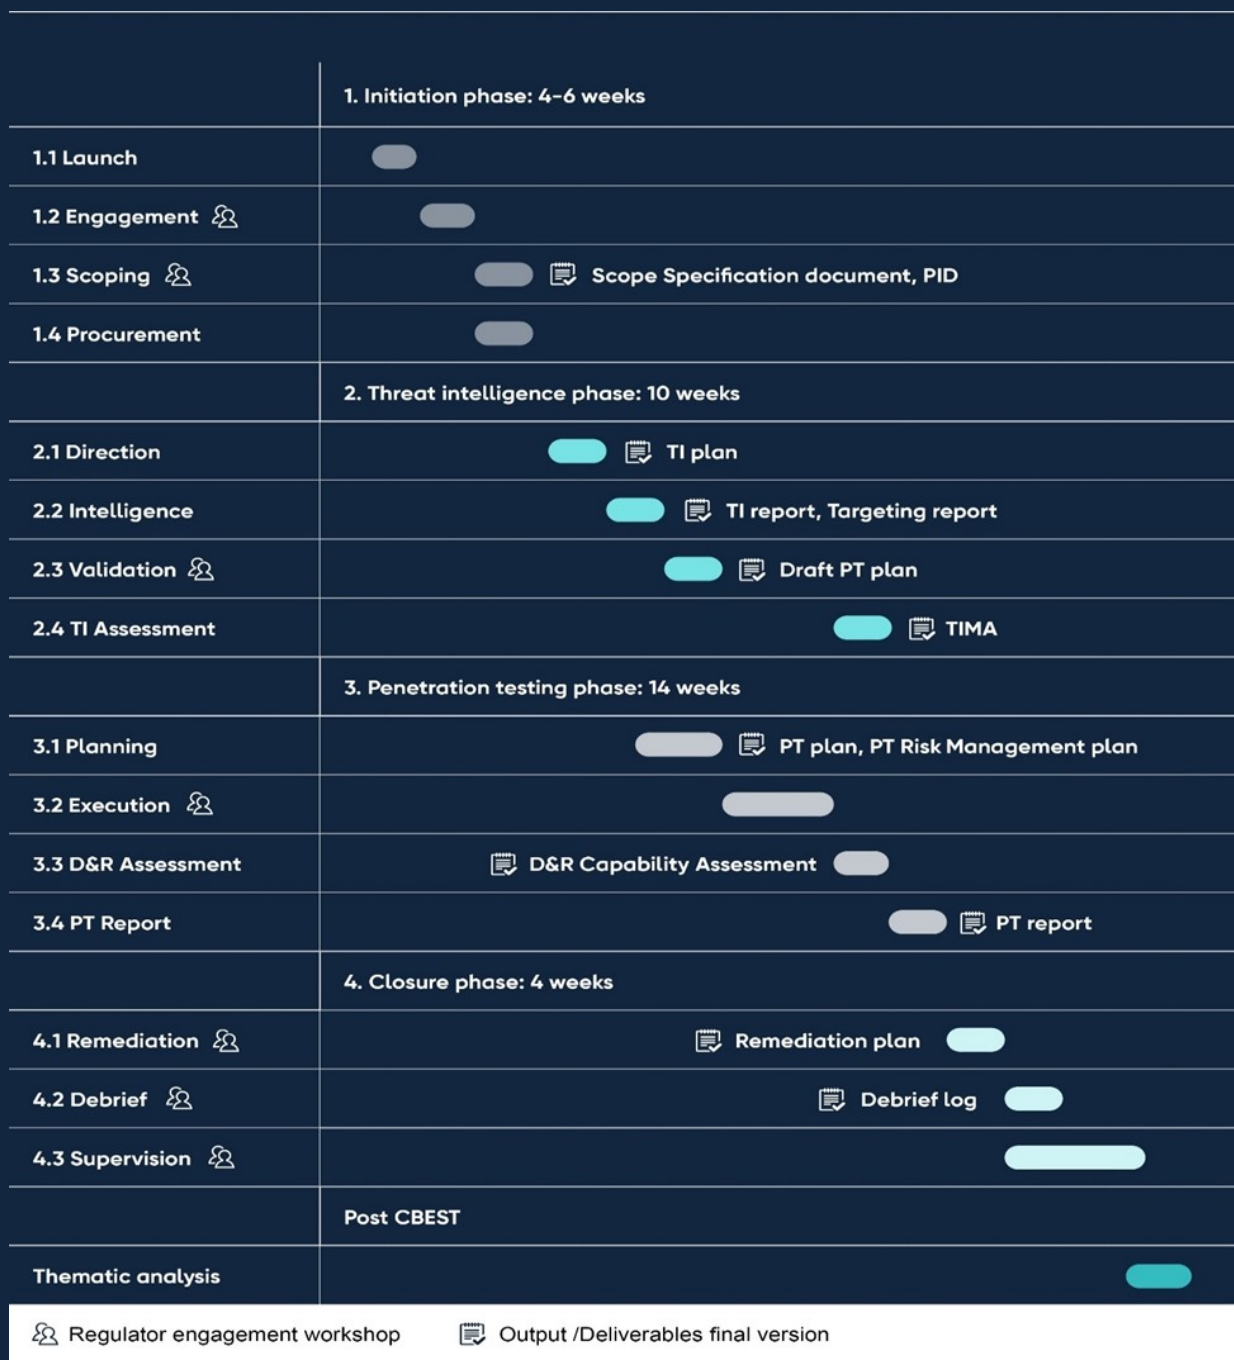 1. Initiation phase: 4–6 weeks
1.1 Launch
1.2 Engagement
1.3 Scoping Scope Specification document, PID
1.4 Procurement
2. Threat intelligence phase: 10 weeks
2.1 Direction TI plan
2.2 Intelligence TI report, Targeting report
2.3 Validation Draft PT plan
2.4 TI Assessment TIMA
3. Penetration testing phase: 14 weeks
3.1 Planning PT plan, PT Risk Management plan
3.2 Execution
3.3 D&R Assessment D&R Capability Assessment
3.4 PT Report PT report
4. Closure phase: 4 weeks
4.1 Remediation Remediation plan
4.2 Debrief Debrief log
4.3 Supervision
Post CBEST
Thematic analysis
Regulator engagement workshop Output /Deliverables final version